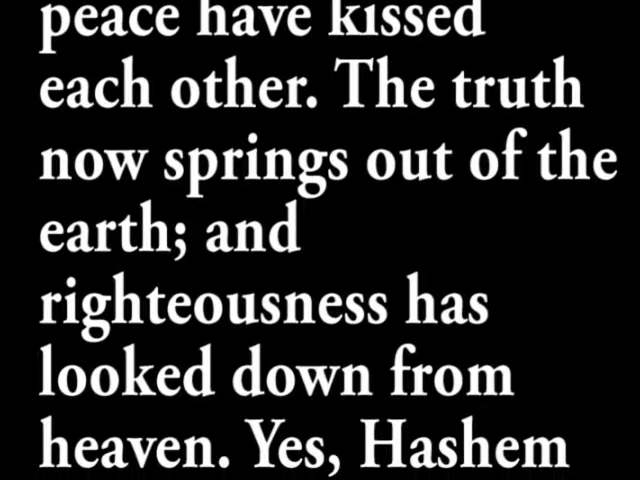 peace have kissed
each other. The truth
now springs out of the
earth; and
righteousness has
looked down from
heaven. Yes, Hashem